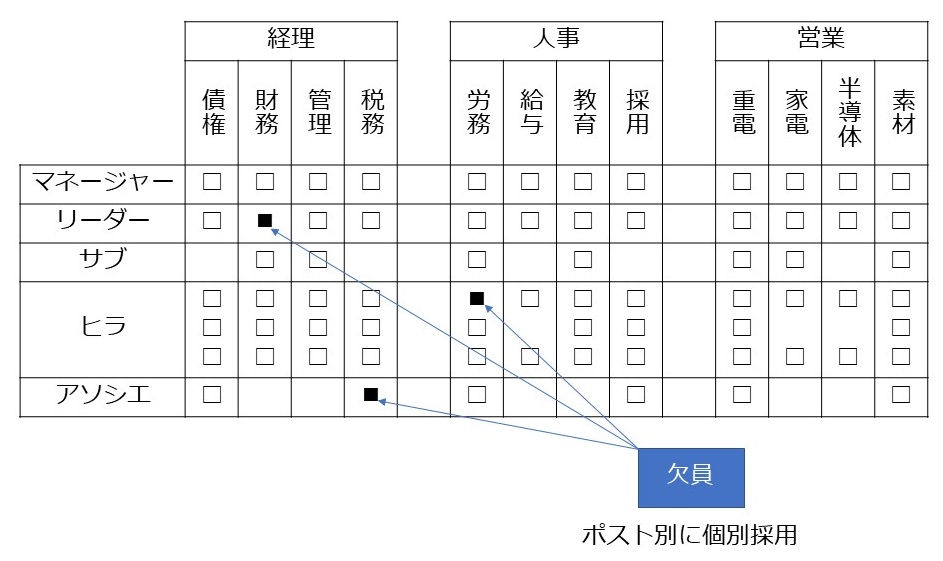 経理 人事 営業
債権 財務 管理 税務 労務 給与 教育 採用 重電 家電 半導体 素材
マネージャー □ □ □ □ □ □ □ □ □ □ □ □
リーダー □ ■ □ □ □ □ □ □ □ □ □ □
サブ □ □ □ □ □ □ □
□ □ □ □ ■ □ □ □ □ □ □ □
ヒラ □ □ □ □ □ □ □ □ □
□ □ □ □ □ □ □ □ □ □ □ □
アソシエ □ ■ □ □ □ □
欠員
ポスト別に個別採用